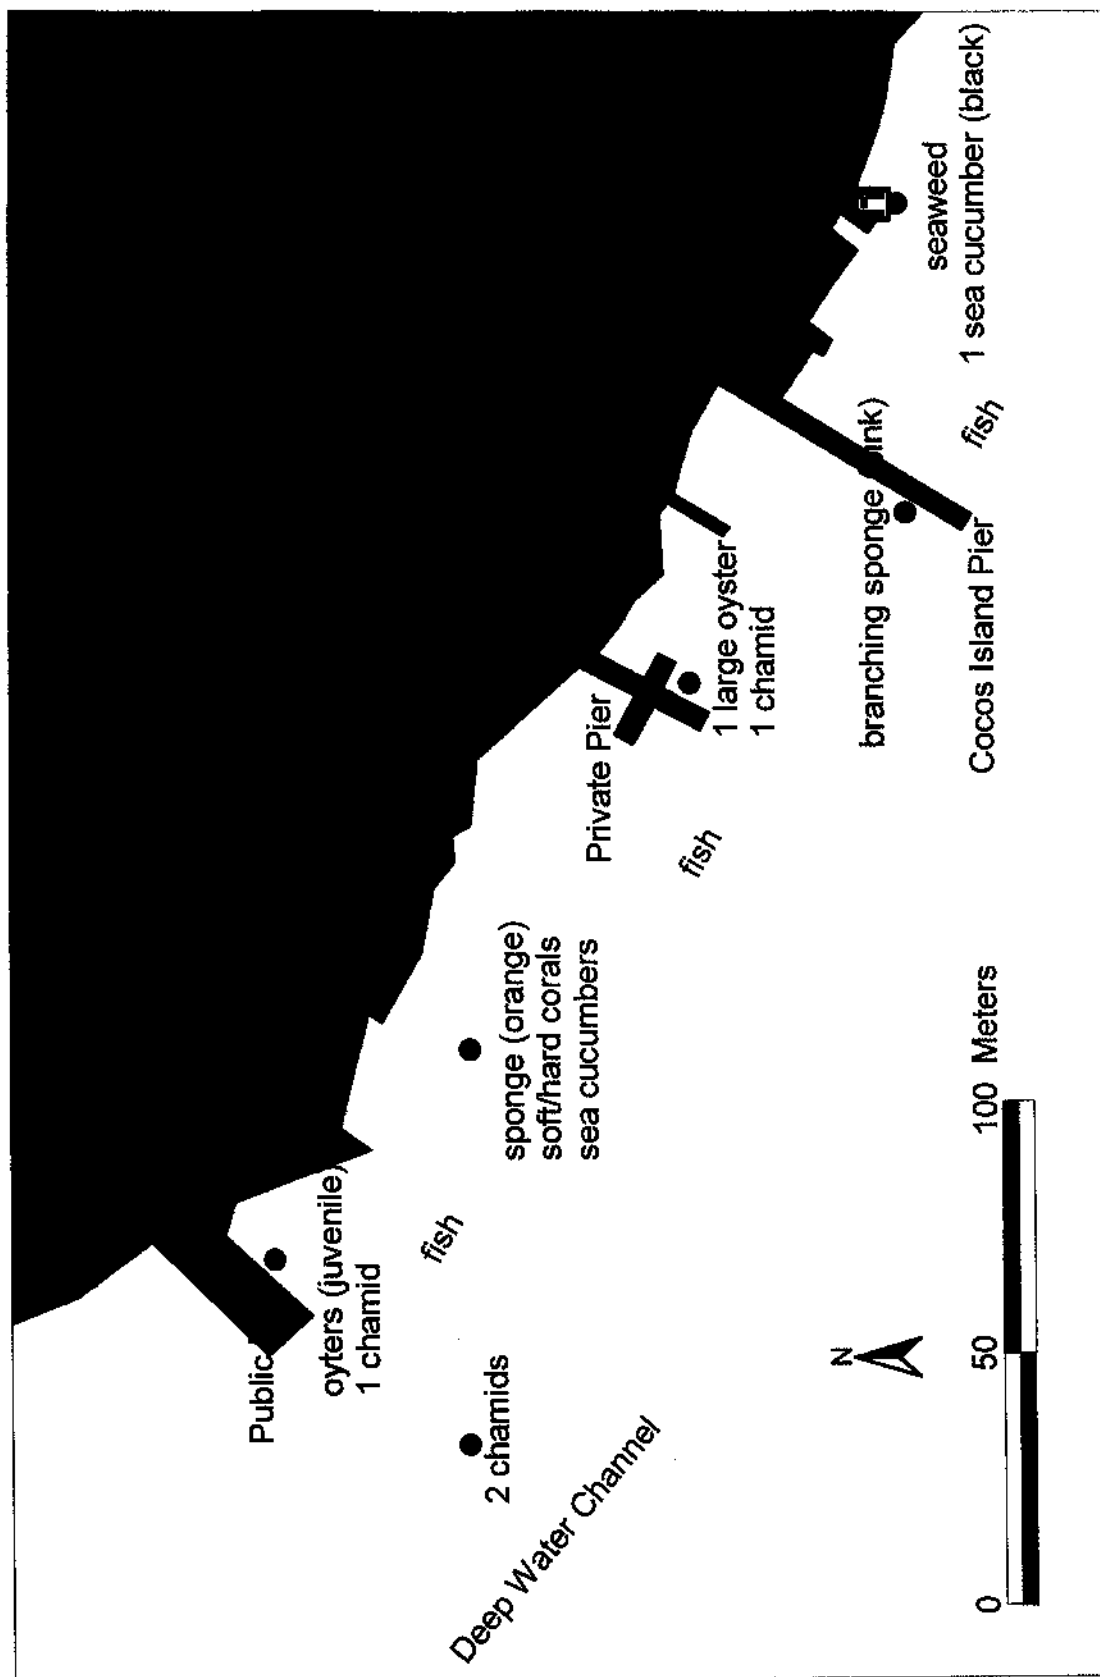 Public
oyters (juvenile)
1 chamid
2 chamids
fish
Deep Water Channel
sponge (orange)
soft/hard corals
sea cucumbers
Private Pier
fish
1 large oyster
1 chamid
branching sponge
Cocos Island Pier
fish
seaweed
1 sea cucumber (black)
N
0 50 100 Meters